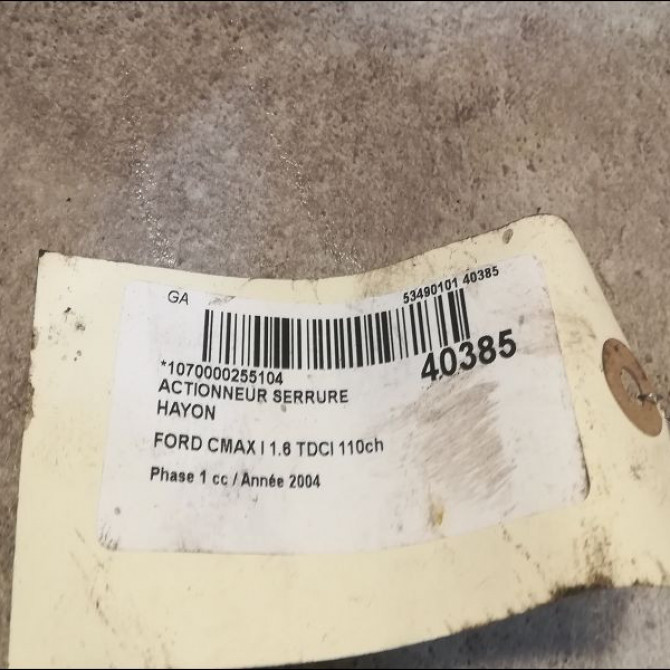 GA
53490101 40385
*1070000255104
40385
ACTIONNEUR SERRURE
HAYON
FORD CMAX I 1.6 TDCI 110ch
Phase 1 cc / Année 2004